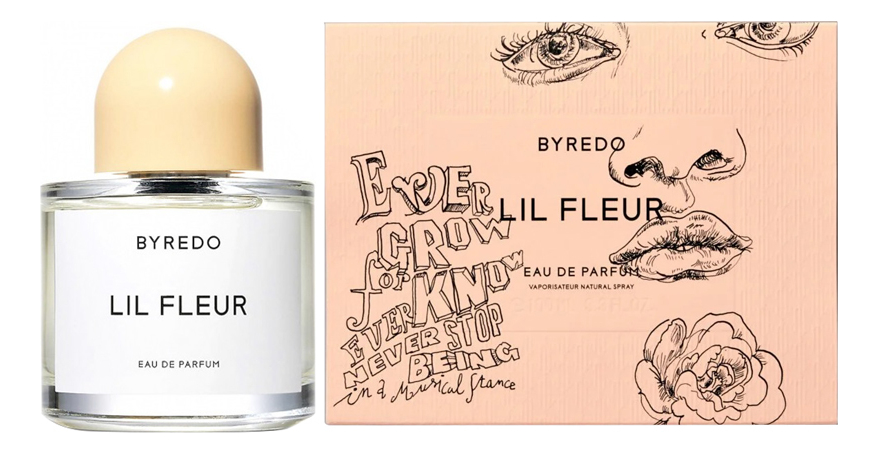 BYREDO
LIL FLEUR
EAU DE PARFUM
BYREDO
LIL FLEUR
EAU DE PARFUM
VAPORISATEUR NATURAL SPRAY
EVER
GROW
for KNOW
EVER
NEVER STOP
BEING
in a Musical Stance